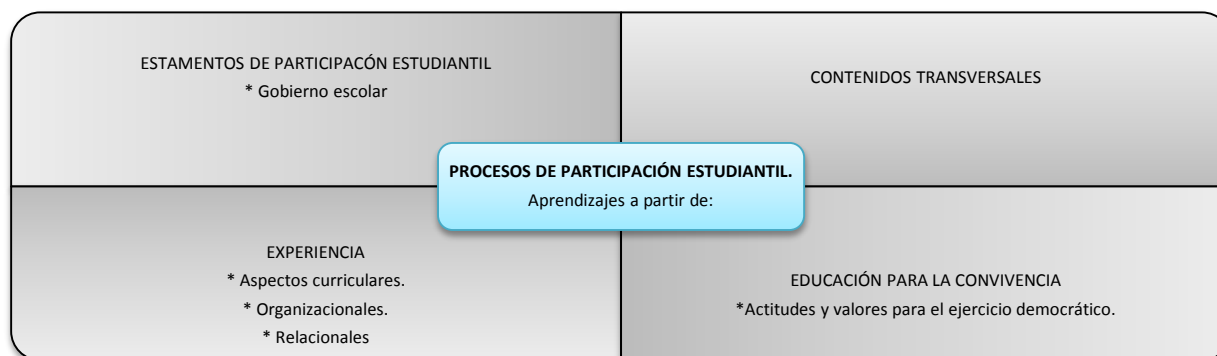 ESTAMENTOS DE PARTICIPACÓN ESTUDIANTIL
* Gobierno escolar
CONTENIDOS TRANSVERSALES
PROCESOS DE PARTICIPACIÓN ESTUDIANTIL.
Aprendizajes a partir de:
EXPERIENCIA
* Aspectos curriculares.
* Organizacionales.
* Relacionales
EDUCACIÓN PARA LA CONVIVENCIA
*Actitudes y valores para el ejercicio democrático.